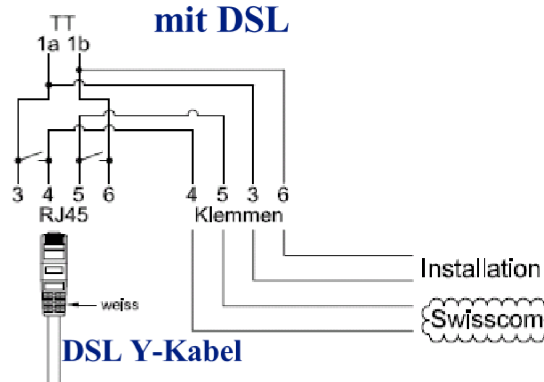 mit DSL
TT
1a 1b
3 4 5 6
RJ45
4 5 3 6
Klemmen
Installation
Swisscom
weiss
DSL Y-Kabel